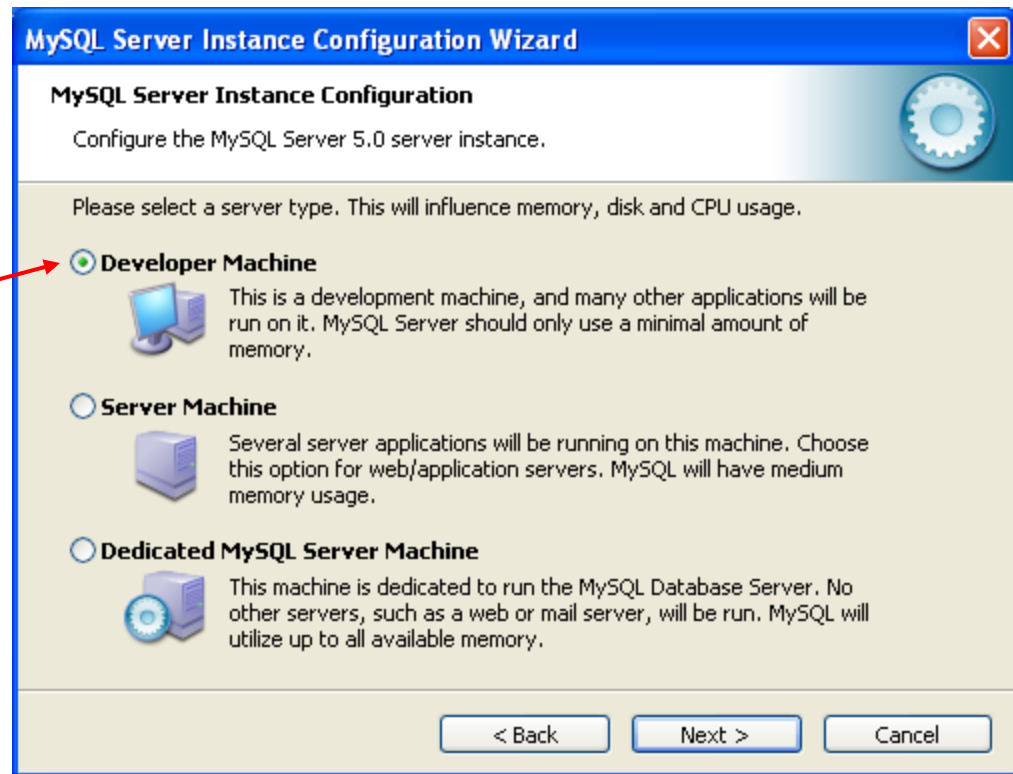 MySQL Server Instance Configuration Wizard
MySQL Server Instance Configuration
Configure the MySQL Server 5.0 server instance.
Please select a server type. This will influence memory, disk and CPU usage.
Developer Machine
This is a development machine, and many other applications will be
run on it. MySQL Server should only use a minimal amount of
memory.
Server Machine
Several server applications will be running on this machine. Choose
this option for web/application servers. MySQL will have medium
memory usage.
Dedicated MySQL Server Machine
This machine is dedicated to run the MySQL Database Server. No
other servers, such as a web or mail server, will be run. MySQL will
utilize up to all available memory.
< Back Next > Cancel